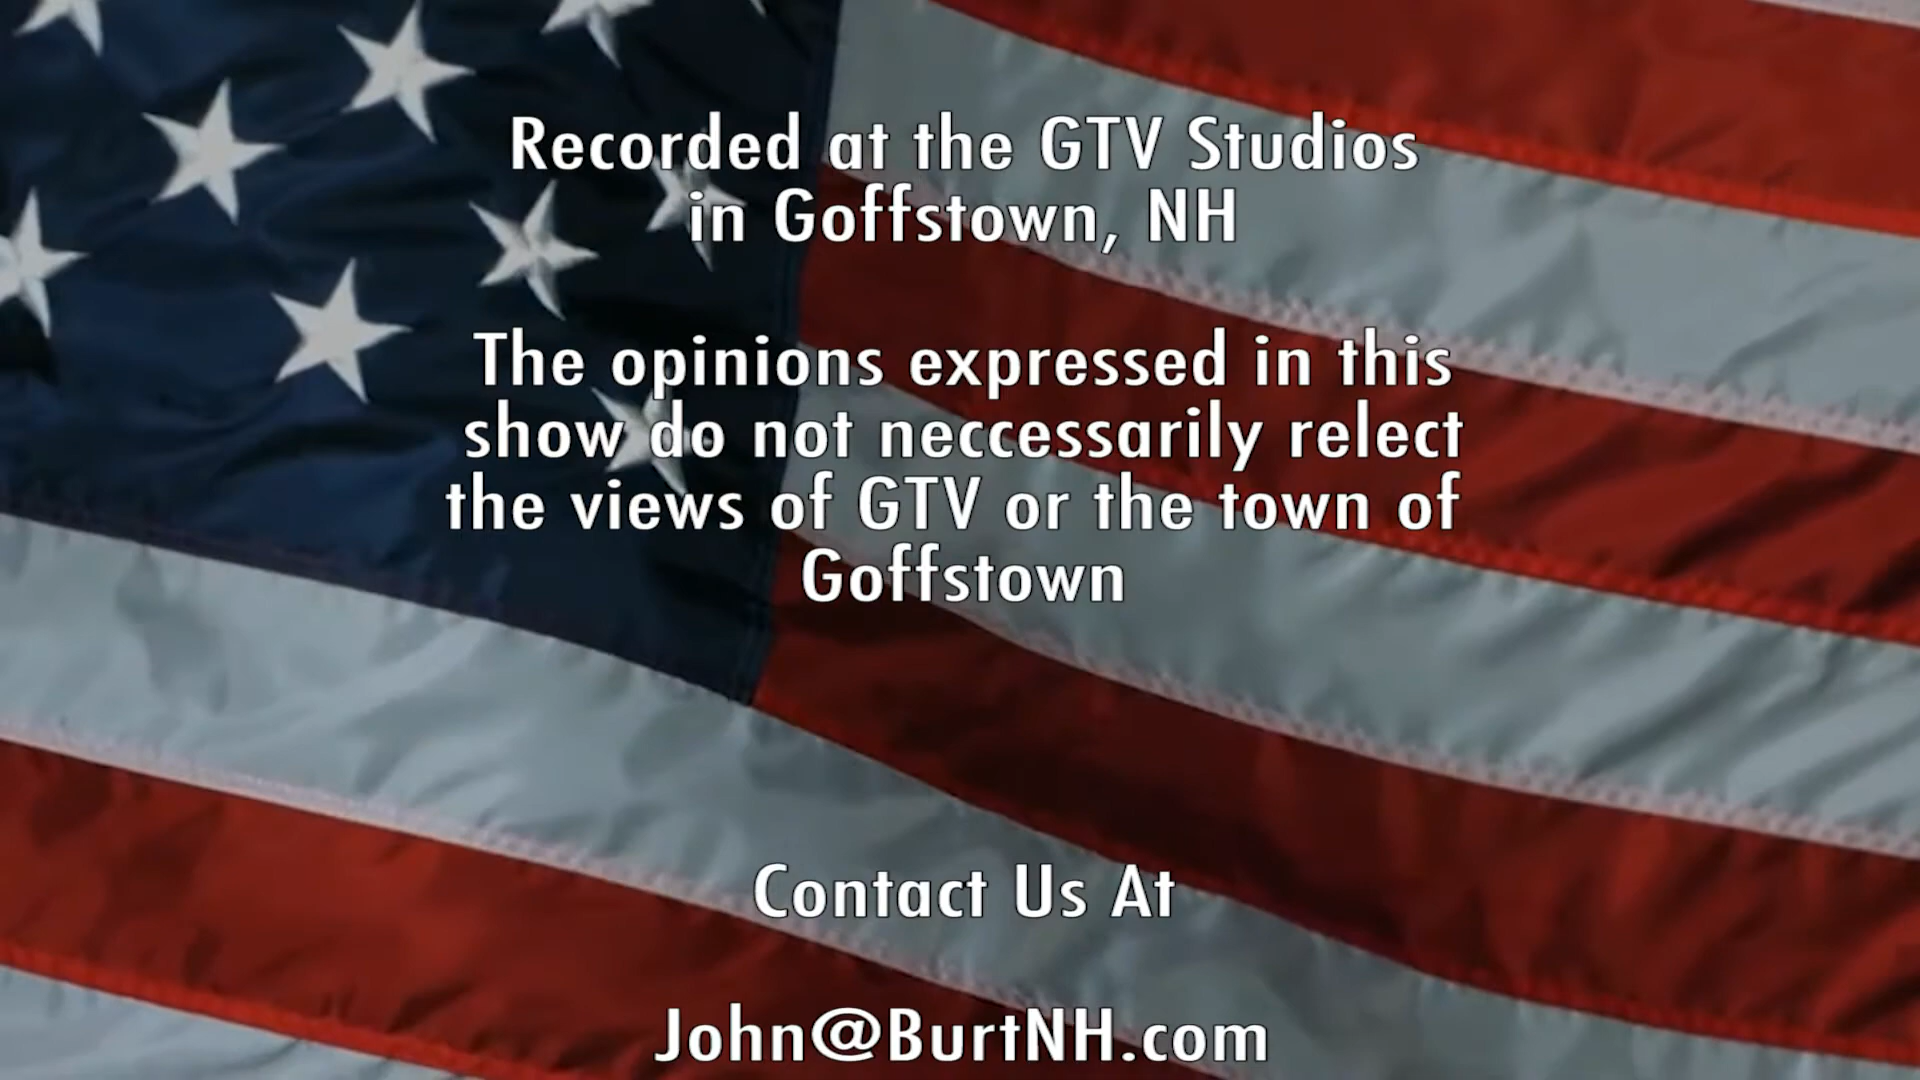 Recorded at the GTV Studios
in Goffstown, NH
The opinions expressed in this
show do not neccessarily relect
the views of GTV or the town of
Goffstown
Contact Us At
John@BurtNH.com